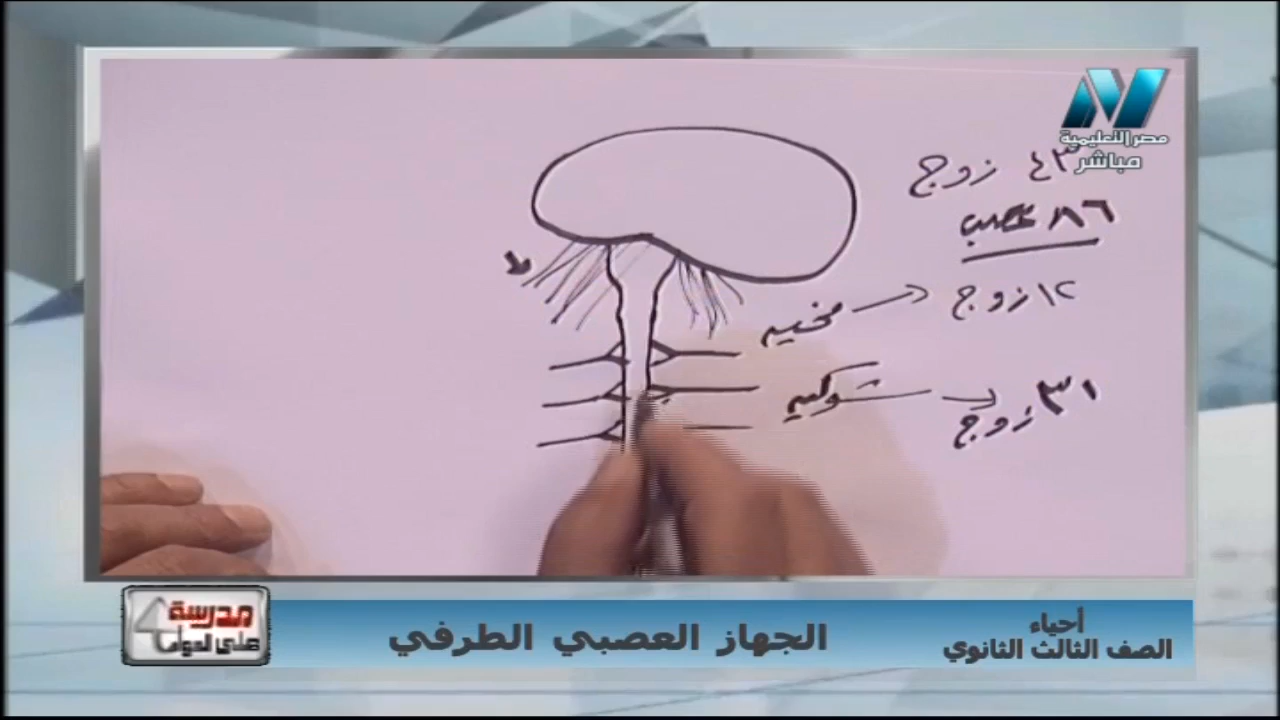 مصر التعليمية
مباشر
٤٣ زوج
٨٦ عصب
١٢ زوج
مخيه
٣١ زوج
شوكيه
مدرسة
على الهواء
الجهاز العصبي الطرفي
أحياء
الصف الثالث الثانوي